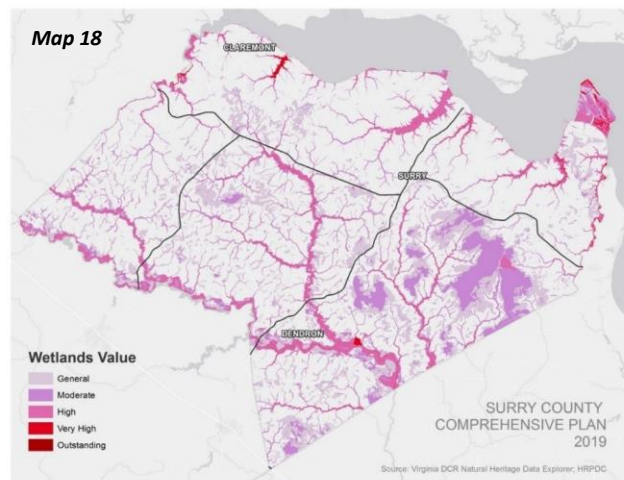 Map 18
CLAREMONT
SURRY
DENDRON
Wetlands Value
General
Moderate
High
Very High
Outstanding
SURRY COUNTY
COMPREHENSIVE PLAN
2019
Source: Virginia DCR Natural Heritage Data Explorer; HRPDC